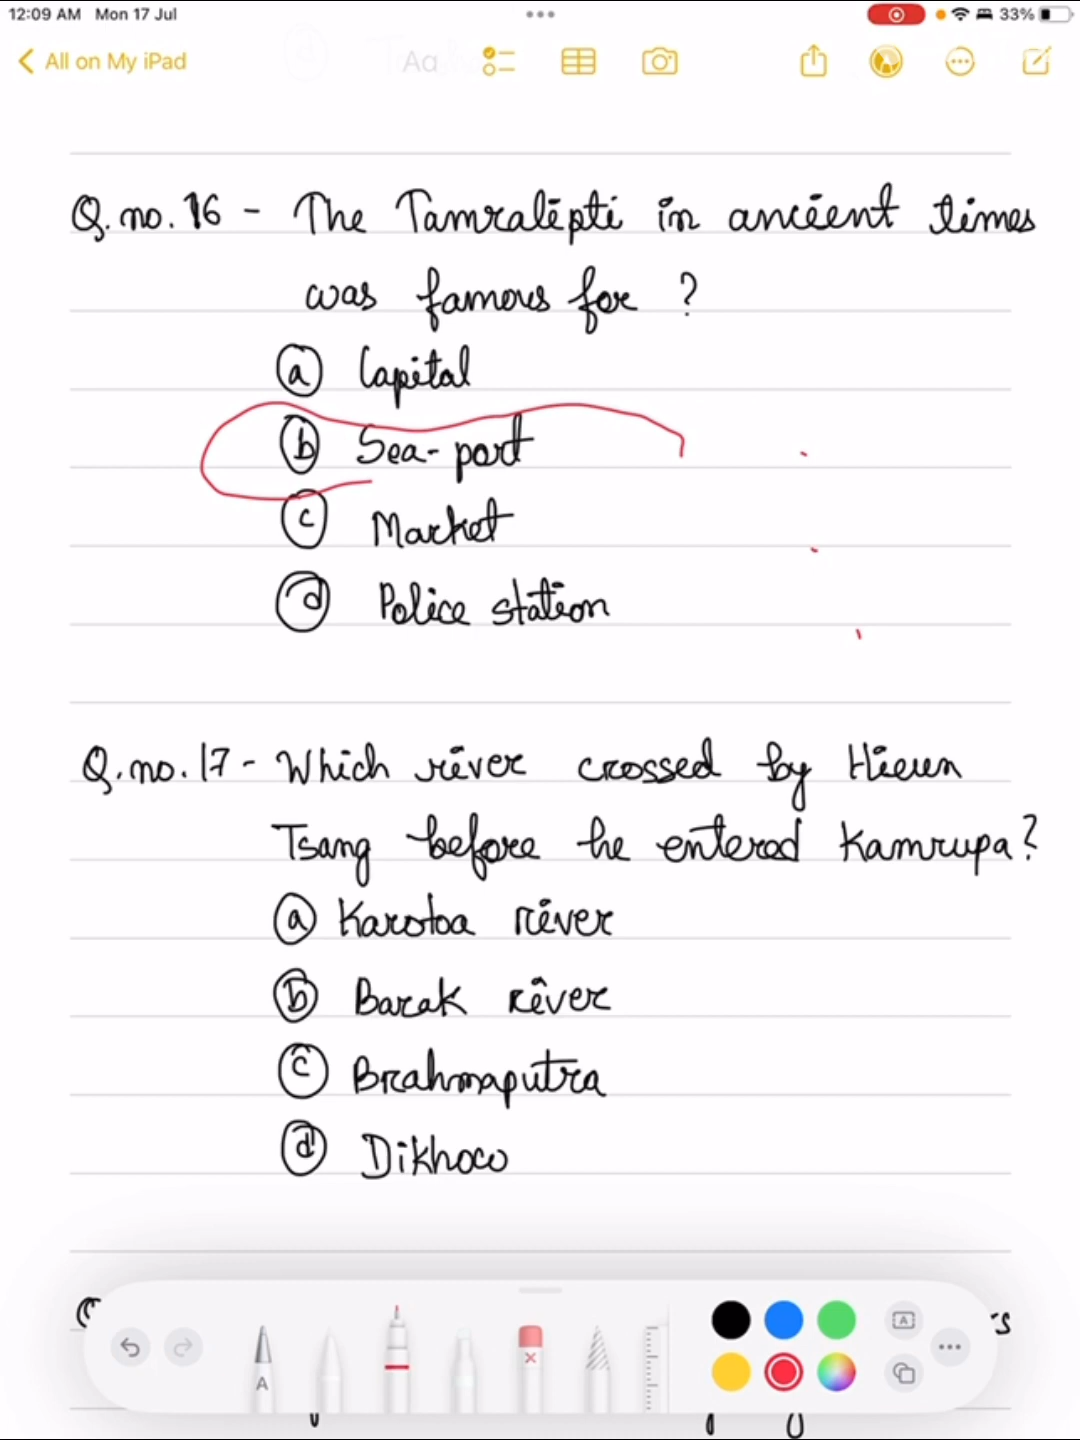 12:09 AM Mon 17 Jul
33%
All on My iPad
Aa
Q. no. 16 - The Tamralipti in ancient times
was famous for ?
a Capital
b Sea-port
c Market
d Police station
Q. no. 17 - Which river crossed by Hieun
Tsang before he entered Kamrupa?
a Karotoa river
b Barak river
c Brahmaputra
d Dikhow
A
A